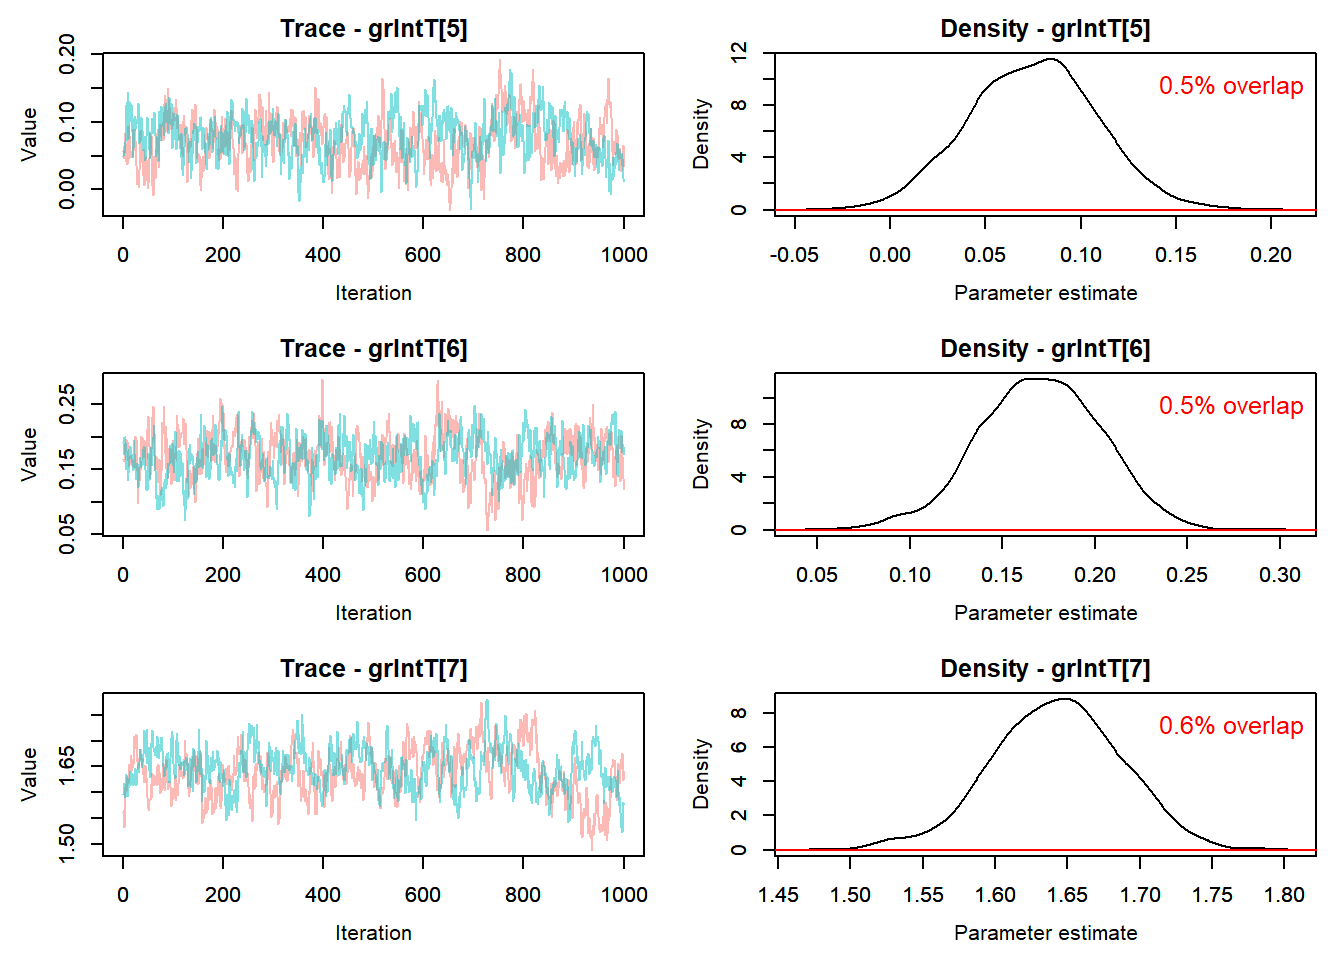 Trace - grIntT[5]
Value
0.00 0.10 0.20
0 200 400 600 800 1000
Iteration
Density - grIntT[5]
0.5% overlap
Density
0 4 8 12
-0.05 0.00 0.05 0.10 0.15 0.20
Parameter estimate
Trace - grIntT[6]
Value
0.05 0.15 0.25
0 200 400 600 800 1000
Iteration
Density - grIntT[6]
0.5% overlap
Density
0 4 8
0.05 0.10 0.15 0.20 0.25 0.30
Parameter estimate
Trace - grIntT[7]
Value
1.50 1.65
0 200 400 600 800 1000
Iteration
Density - grIntT[7]
0.6% overlap
Density
0 2 4 6 8
1.45 1.50 1.55 1.60 1.65 1.70 1.75 1.80
Parameter estimate